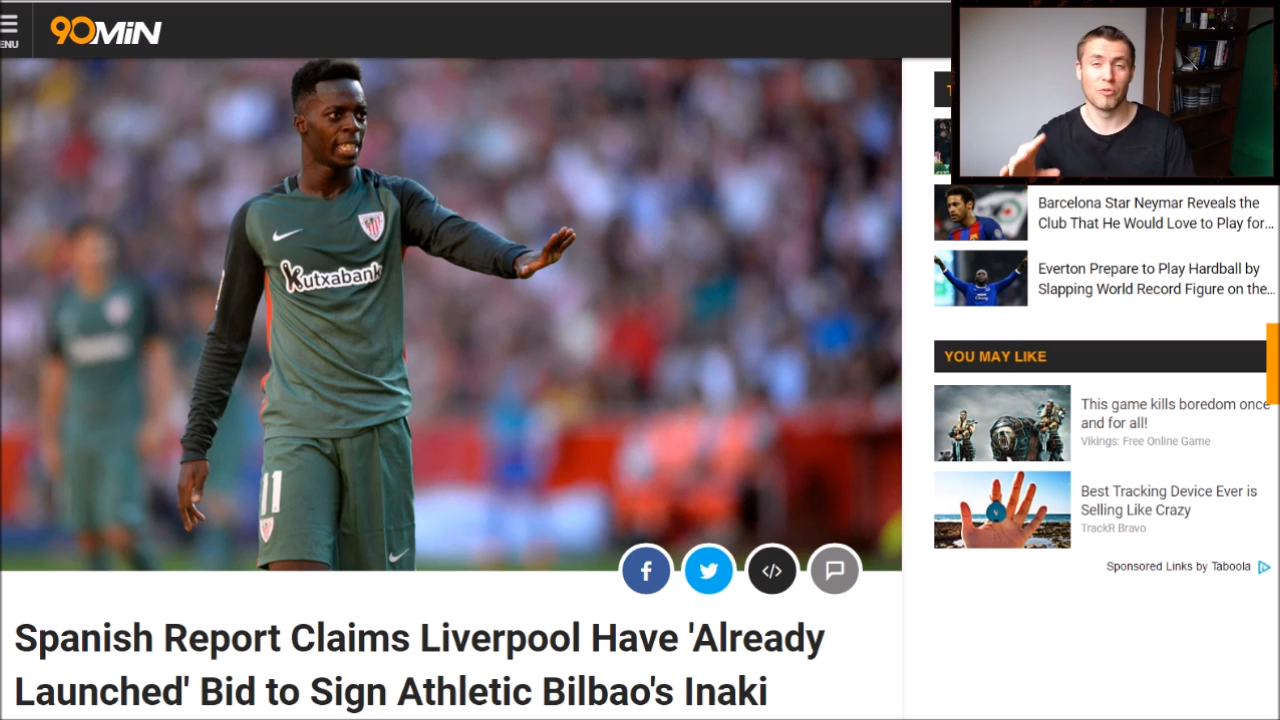 ENU
90MiN
Kutxabank
11
Barcelona Star Neymar Reveals the
Club That He Would Love to Play for...
Everton Prepare to Play Hardball by
Slapping World Record Figure on the...
YOU MAY LIKE
This game kills boredom once
and for all!
Vikings: Free Online Game
Best Tracking Device Ever is
Selling Like Crazy
TrackR Bravo
Sponsored Links by Taboola
Spanish Report Claims Liverpool Have 'Already
Launched' Bid to Sign Athletic Bilbao's Inaki